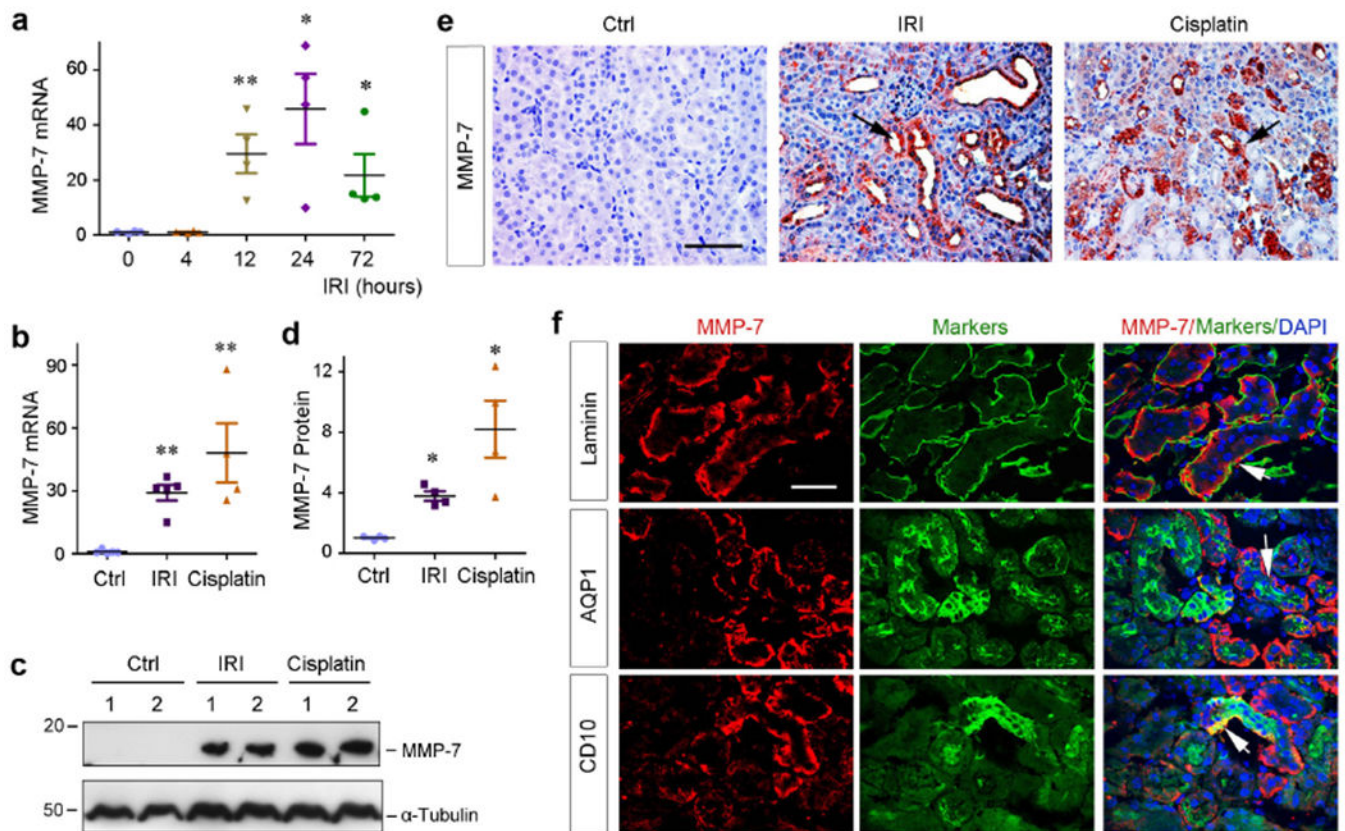 a
MMP-7 mRNA
60
40
20
0
**
*
*
0 4 12 24 72
IRI (hours)
b
MMP-7 mRNA
90
60
30
0
**
**
Ctrl IRI Cisplatin
d
MMP-7 Protein
12
8
4
0
*
*
Ctrl IRI Cisplatin
c
Ctrl IRI Cisplatin
1 2 1 2 1 2
20
MMP-7
50
α-Tubulin
e
Ctrl IRI Cisplatin
MMP-7
f
MMP-7 Markers MMP-7/Markers/DAPI
Laminin
AQP1
CD10